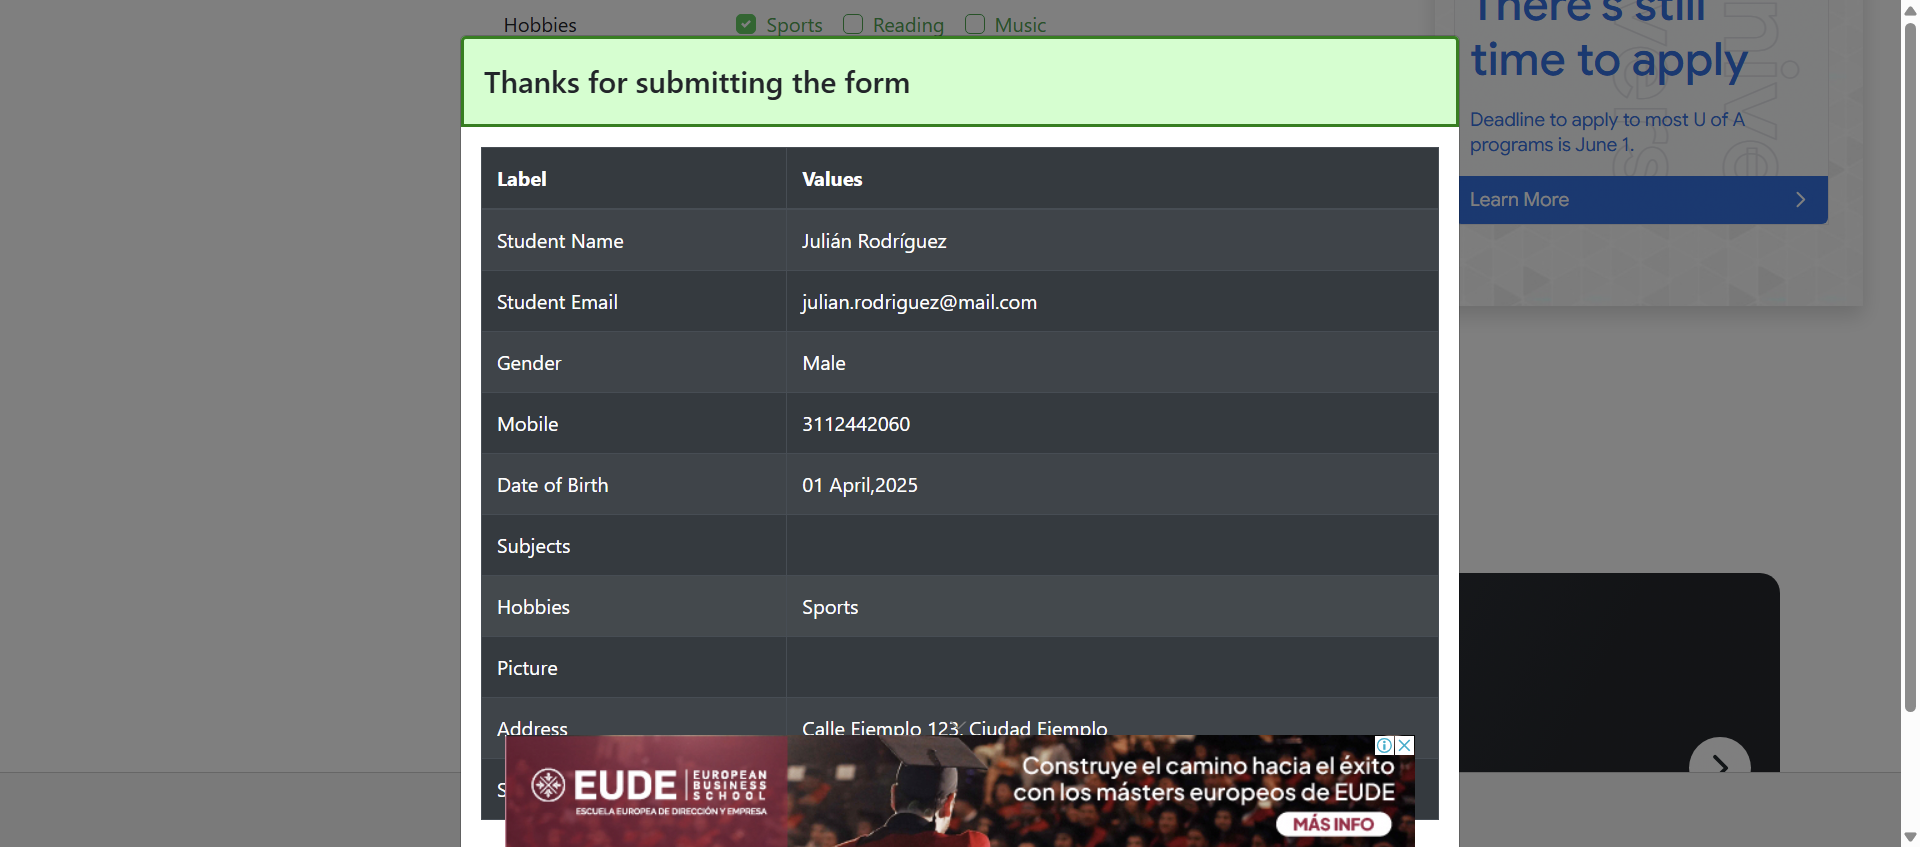 Hobbies Sports Reading Music
Thanks for submitting the form
Label Values
Student Name Julián Rodríguez
Student Email julian.rodriguez@mail.com
Gender Male
Mobile 3112442060
Date of Birth 01 April,2025
Subjects
Hobbies Sports
Picture
Address Calle Ejemplo 123, Ciudad Ejemplo
S
EUDE EUROPEAN
BUSINESS
SCHOOL
ESCUELA EUROPEA DE DIRECCIÓN Y EMPRESA
Construye el camino hacia el éxito
con los másters europeos de EUDE
MÁS INFO
There's still
time to apply
Deadline to apply to most U of A
programs is June 1.
Learn More